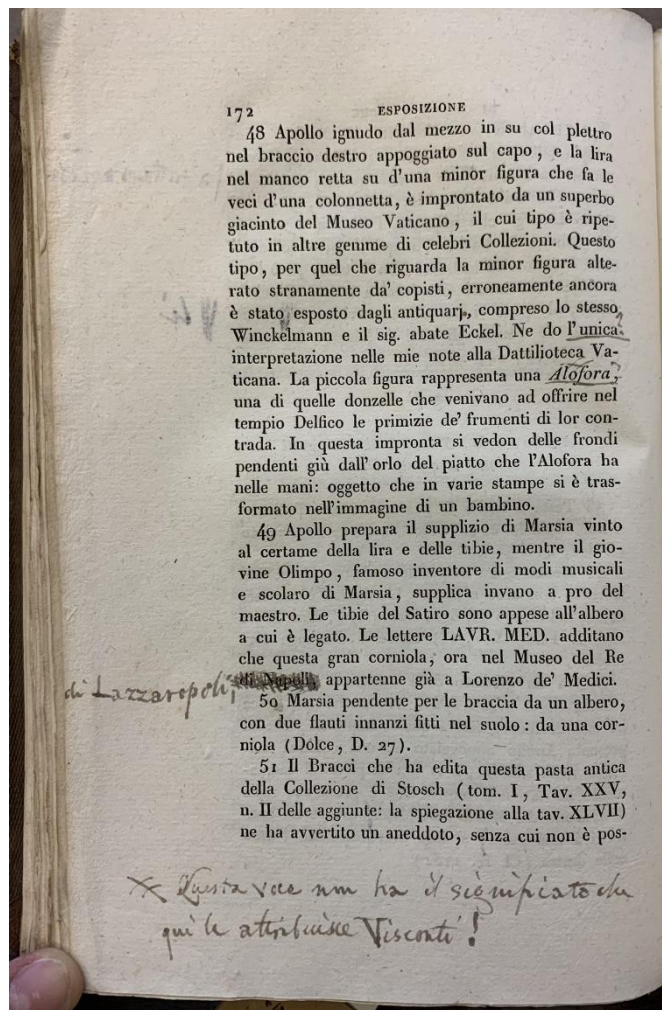 172 ESPOSIZIONE
48 Apollo ignudo dal mezzo in su col plettro
nel braccio destro appoggiato sul capo, e la lira
nel manco retta su d'una minor figura che fa le
veci d'una colonnetta, è improntato da un superbo
giacinto del Museo Vaticano, il cui tipo è ripe-
tuto in altre gemme di celebri Collezioni. Questo
tipo, per quel che riguarda la minor figura alte-
rato stranamente da' copisti, erroneamente ancora
è stato esposto dagli antiquarj, compreso lo stesso
Winckelmann e il sig. abate Eckel. Ne do l'unica
interpretazione nelle mie note alla Dattilioteca Va-
ticana. La piccola figura rappresenta una Alofora,
una di quelle donzelle che venivano ad offrire nel
tempio Delfico le primizie de' frumenti di lor con-
trada. In questa impronta si vedon delle frondi
pendenti giù dall'orlo del piatto che l'Alofora ha
nelle mani: oggetto che in varie stampe si è tras-
formato nell'immagine di un bambino.
49 Apollo prepara il supplizio di Marsia vinto
al certame della lira e delle tibie, mentre il gio-
vine Olimpo, famoso inventore di modi musicali
e scolaro di Marsia, supplica invano a pro del
maestro. Le tibie del Satiro sono appese all'albero
a cui è legato. Le lettere LAVR. MED. additano
che questa gran corniola, ora nel Museo del Re
di Lazzaropoli, di Napoli, appartenne già a Lorenzo de' Medici.
50 Marsia pendente per le braccia da un albero,
con due flauti innanzi fitti nel suolo: da una cor-
niola (Dolce, D. 27).
51 Il Bracci che ha edita questa pasta antica
della Collezione di Stosch (tom. I, Tav. XXV,
n. II delle aggiunte: la spiegazione alla tav. XLVII)
ne ha avvertito un aneddoto, senza cui non è pos-
X Questa voce non ha il significato che
qui le attribuisce Visconti!